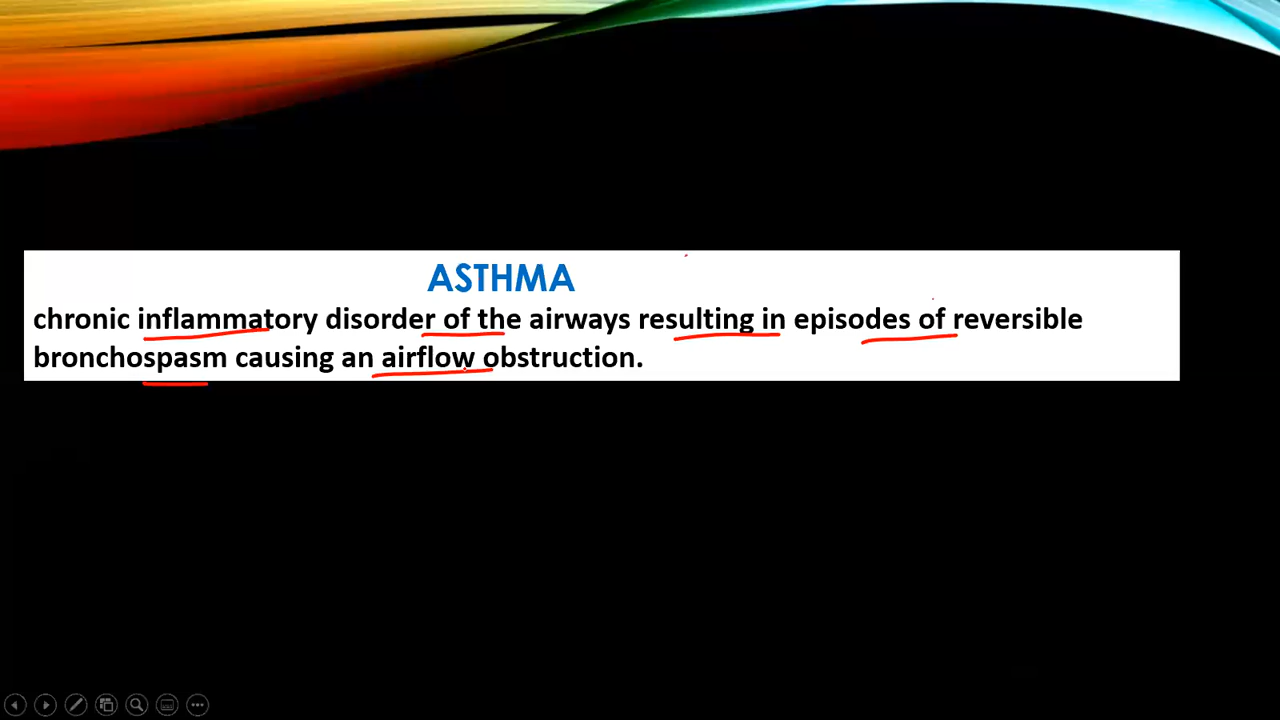 ASTHMA
chronic inflammatory disorder of the airways resulting in episodes of reversible
bronchospasm causing an airflow obstruction.